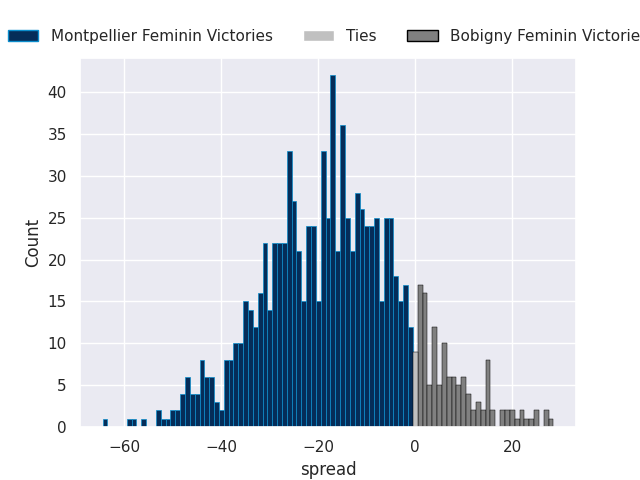 Montpellier Feminin Victories Ties Bobigny Feminin Victorie
40
35
30
25
20
15
10
5
0
Count
−60 −40 −20 0 20
spread